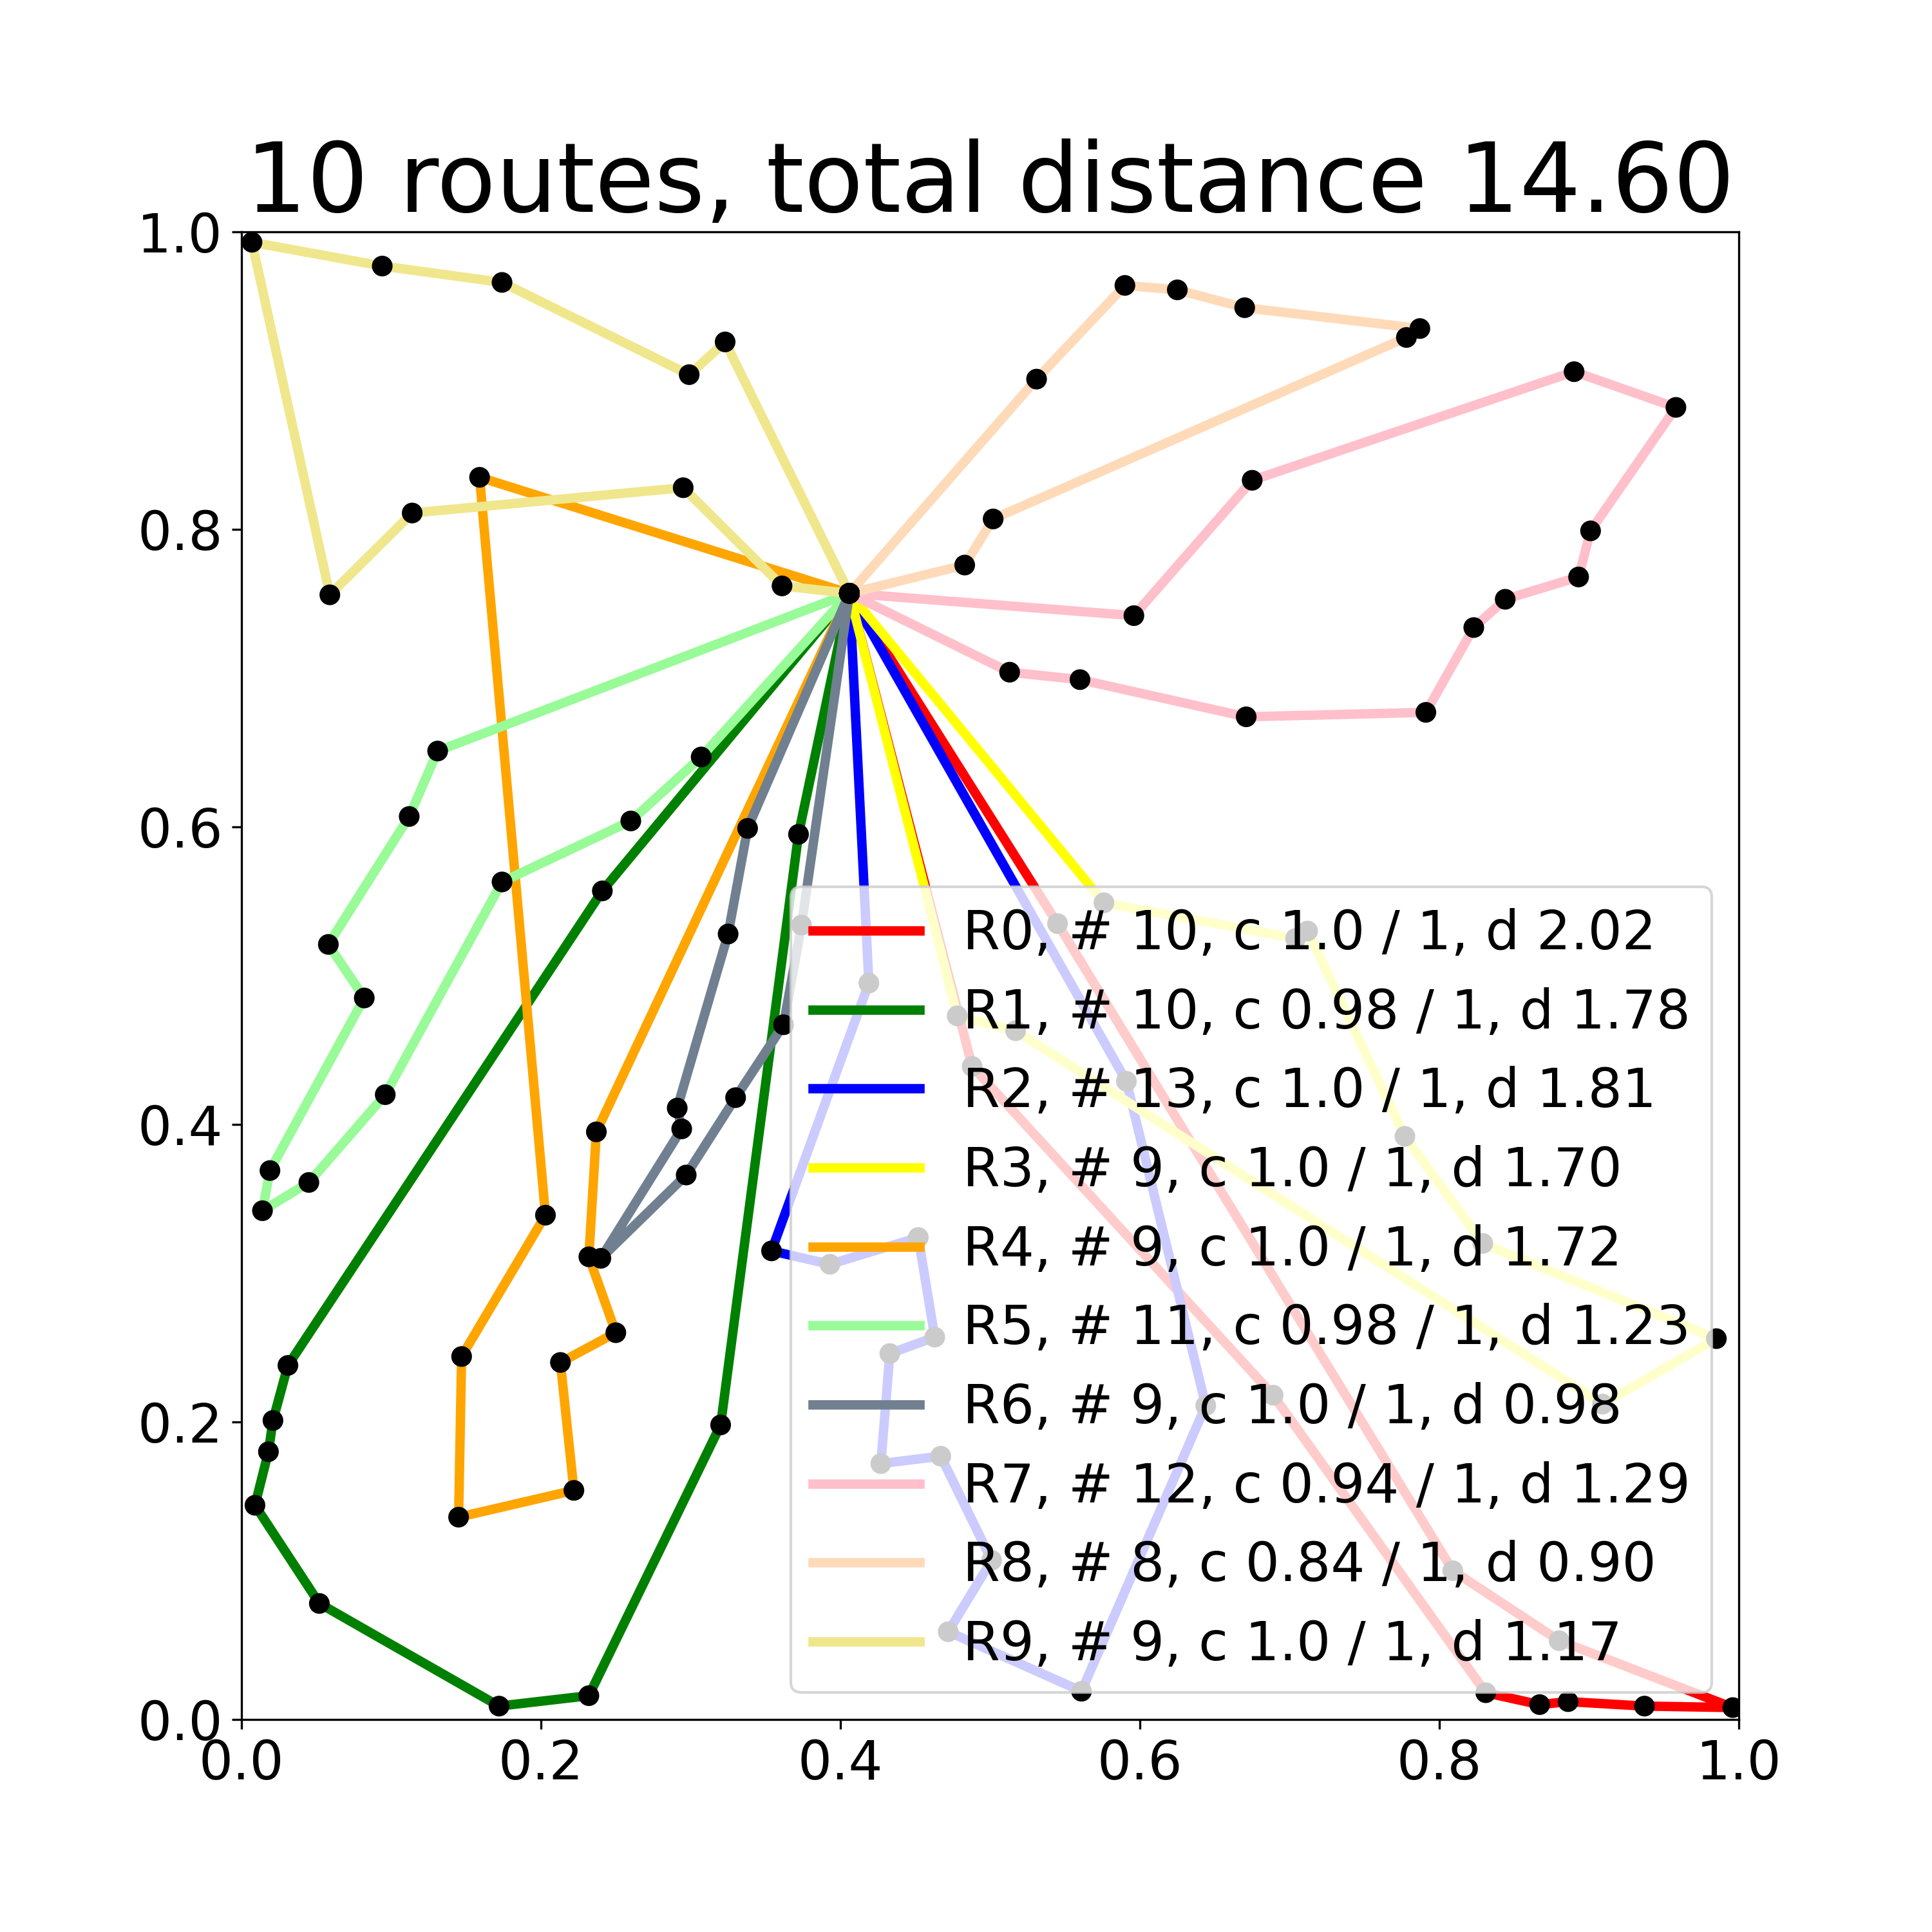 10 routes, total distance 14.60
1.0
0.8
0.6
0.4
0.2
0.0
R0, # 10, c 1.0 / 1, d 2.02
R1, # 10, c 0.98 / 1, d 1.78
R2, # 13, c 1.0 / 1, d 1.81
R3, # 9, c 1.0 / 1, d 1.70
R4, # 9, c 1.0 / 1, d 1.72
R5, # 11, c 0.98 / 1, d 1.23
R6, # 9, c 1.0 / 1, d 0.98
R7, # 12, c 0.94 / 1, d 1.29
R8, # 8, c 0.84 / 1, d 0.90
R9, # 9, c 1.0 / 1, d 1.17
0.0 0.2 0.4 0.6 0.8 1.0